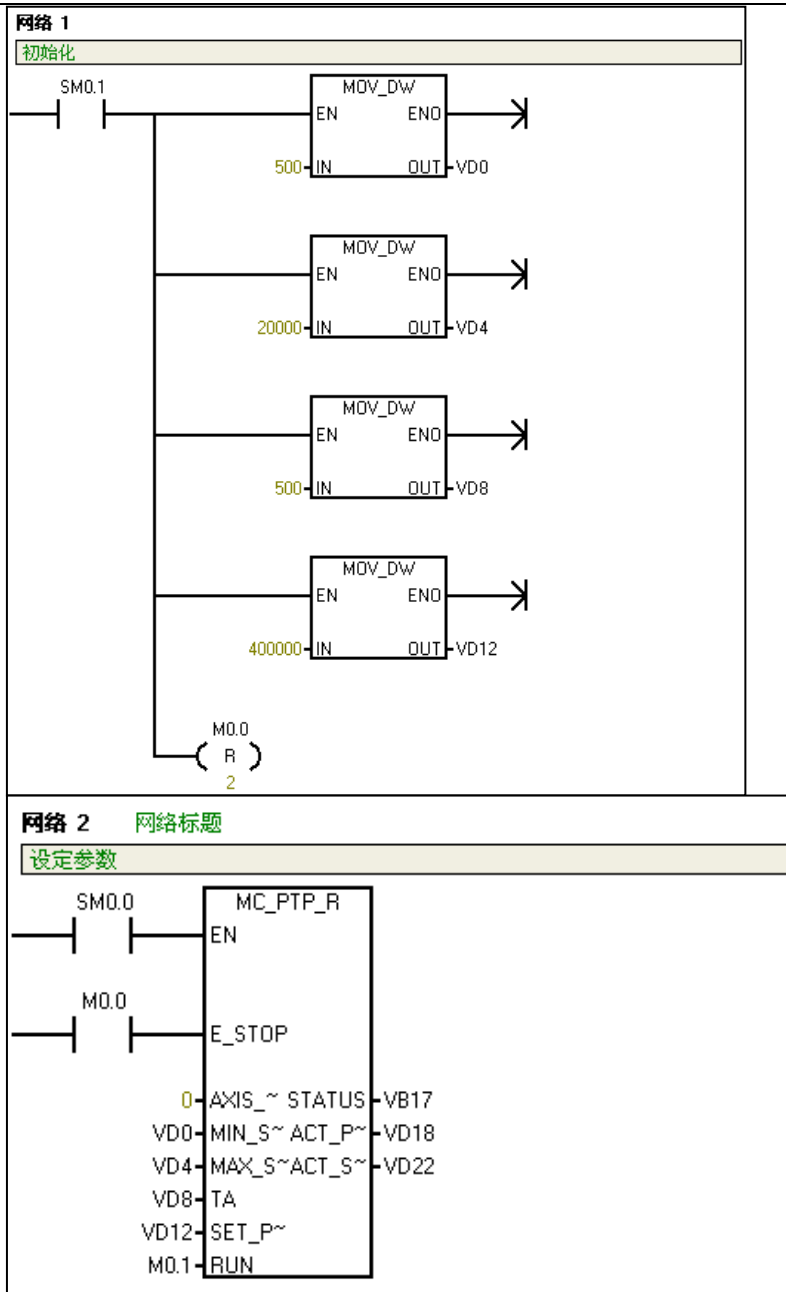 网络 1
初始化
SM0.1
MOV_DW
EN ENO
500 IN OUT VD0
MOV_DW
EN ENO
20000 IN OUT VD4
MOV_DW
EN ENO
500 IN OUT VD8
MOV_DW
EN ENO
400000 IN OUT VD12
M0.0
R
2
网络 2 网络标题
设定参数
SM0.0 MC_PTP_R
EN
M0.0
E_STOP
0 AXIS_~ STATUS VB17
VD0 MIN_S~ ACT_P~ VD18
VD4 MAX_S~ ACT_S~ VD22
VD8 TA
VD12 SET_P~
M0.1 RUN